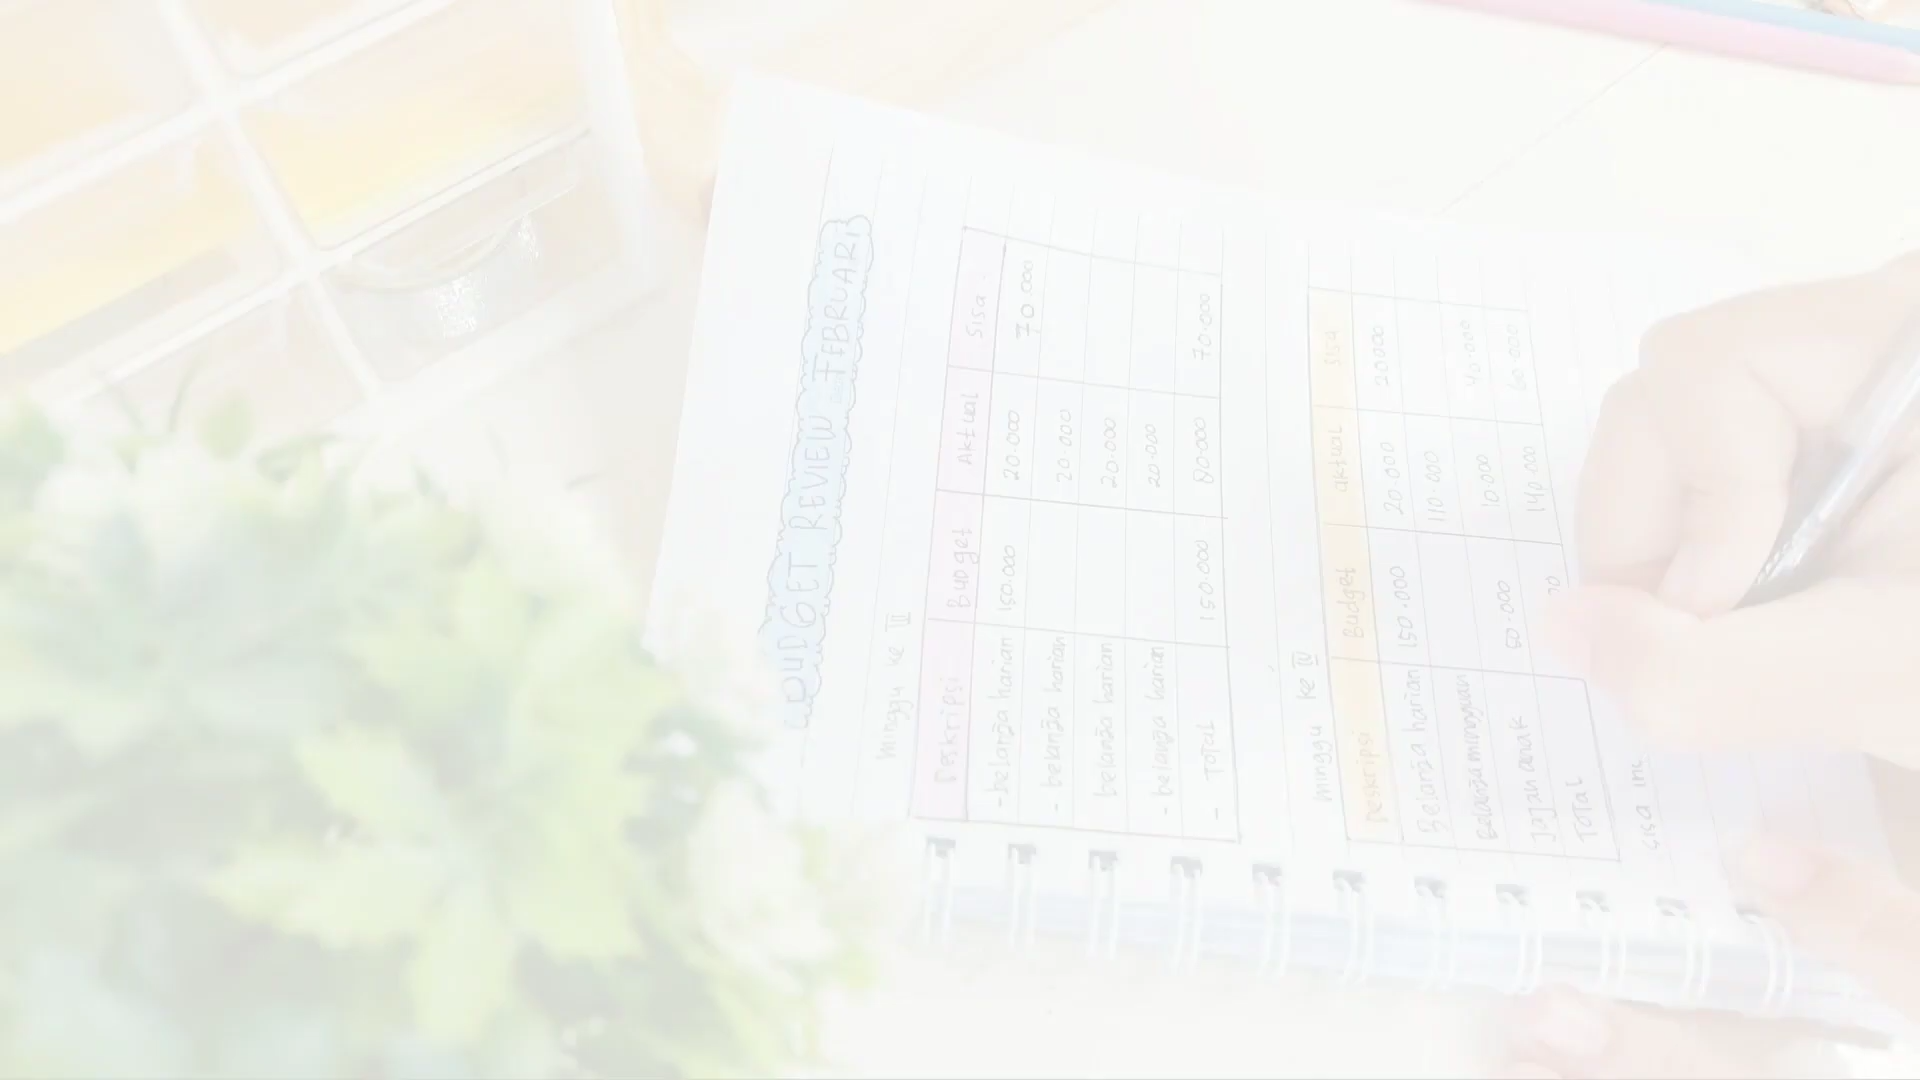 BUDGET REVIEW - FEBRUARI
Minggu ke III
Deskripsi Budget Aktual Sisa
- belanja harian 150.000 20.000 70.000
- belanja harian 20.000
belanja harian 20.000
- belanja harian 20.000
- TOTAL 150.000 80.000 70.000
Minggu ke IV
Deskripsi Budget aktual sisa
Belanja harian 150.000 20.000 20000
Belanja mingguan 110.000
Jajan anak 50.000 10.000 40.000
TOTAL 140.000 60.000
sisa ini